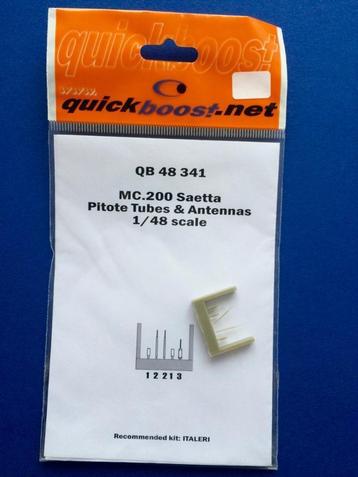 quickboost
www.
quickboost.net
QB 48 341
MC.200 Saetta
Pitote Tubes & Antennas
1/48 scale
1 2 2 1 3
Recommended kit: ITALERI